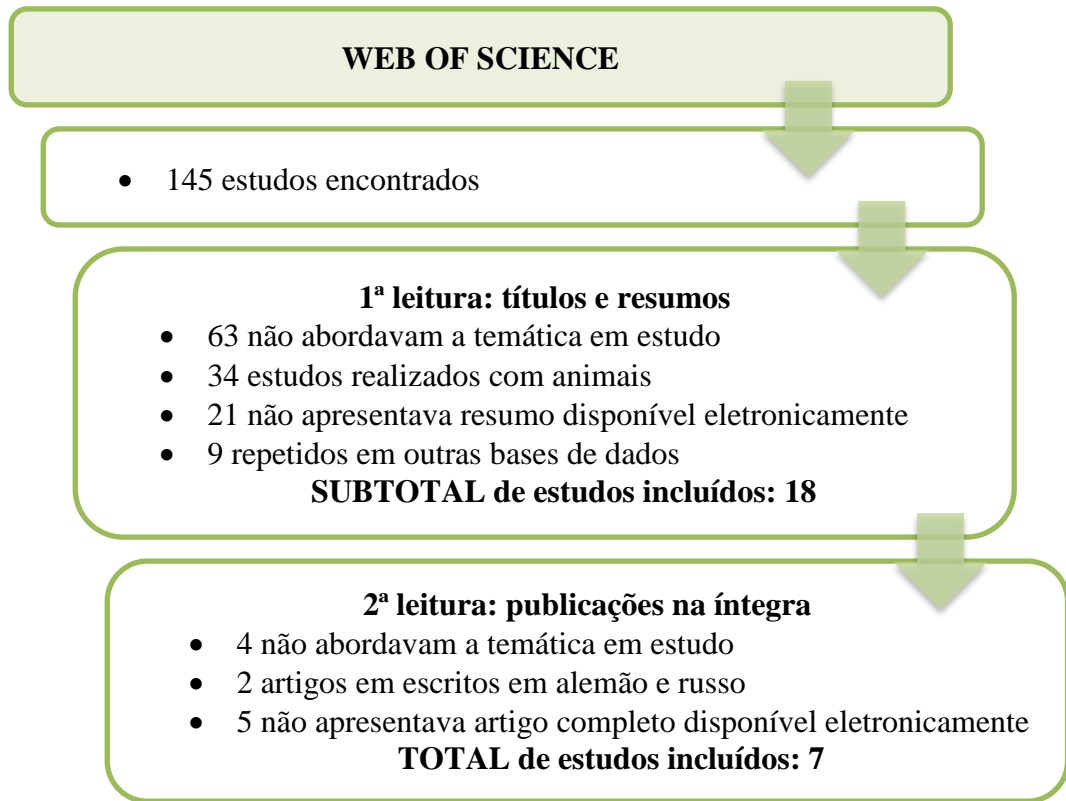 WEB OF SCIENCE
• 145 estudos encontrados
1ª leitura: títulos e resumos
• 63 não abordavam a temática em estudo
• 34 estudos realizados com animais
• 21 não apresentava resumo disponível eletronicamente
• 9 repetidos em outras bases de dados
SUBTOTAL de estudos incluídos: 18
2ª leitura: publicações na íntegra
• 4 não abordavam a temática em estudo
• 2 artigos em escritos em alemão e russo
• 5 não apresentava artigo completo disponível eletronicamente
TOTAL de estudos incluídos: 7